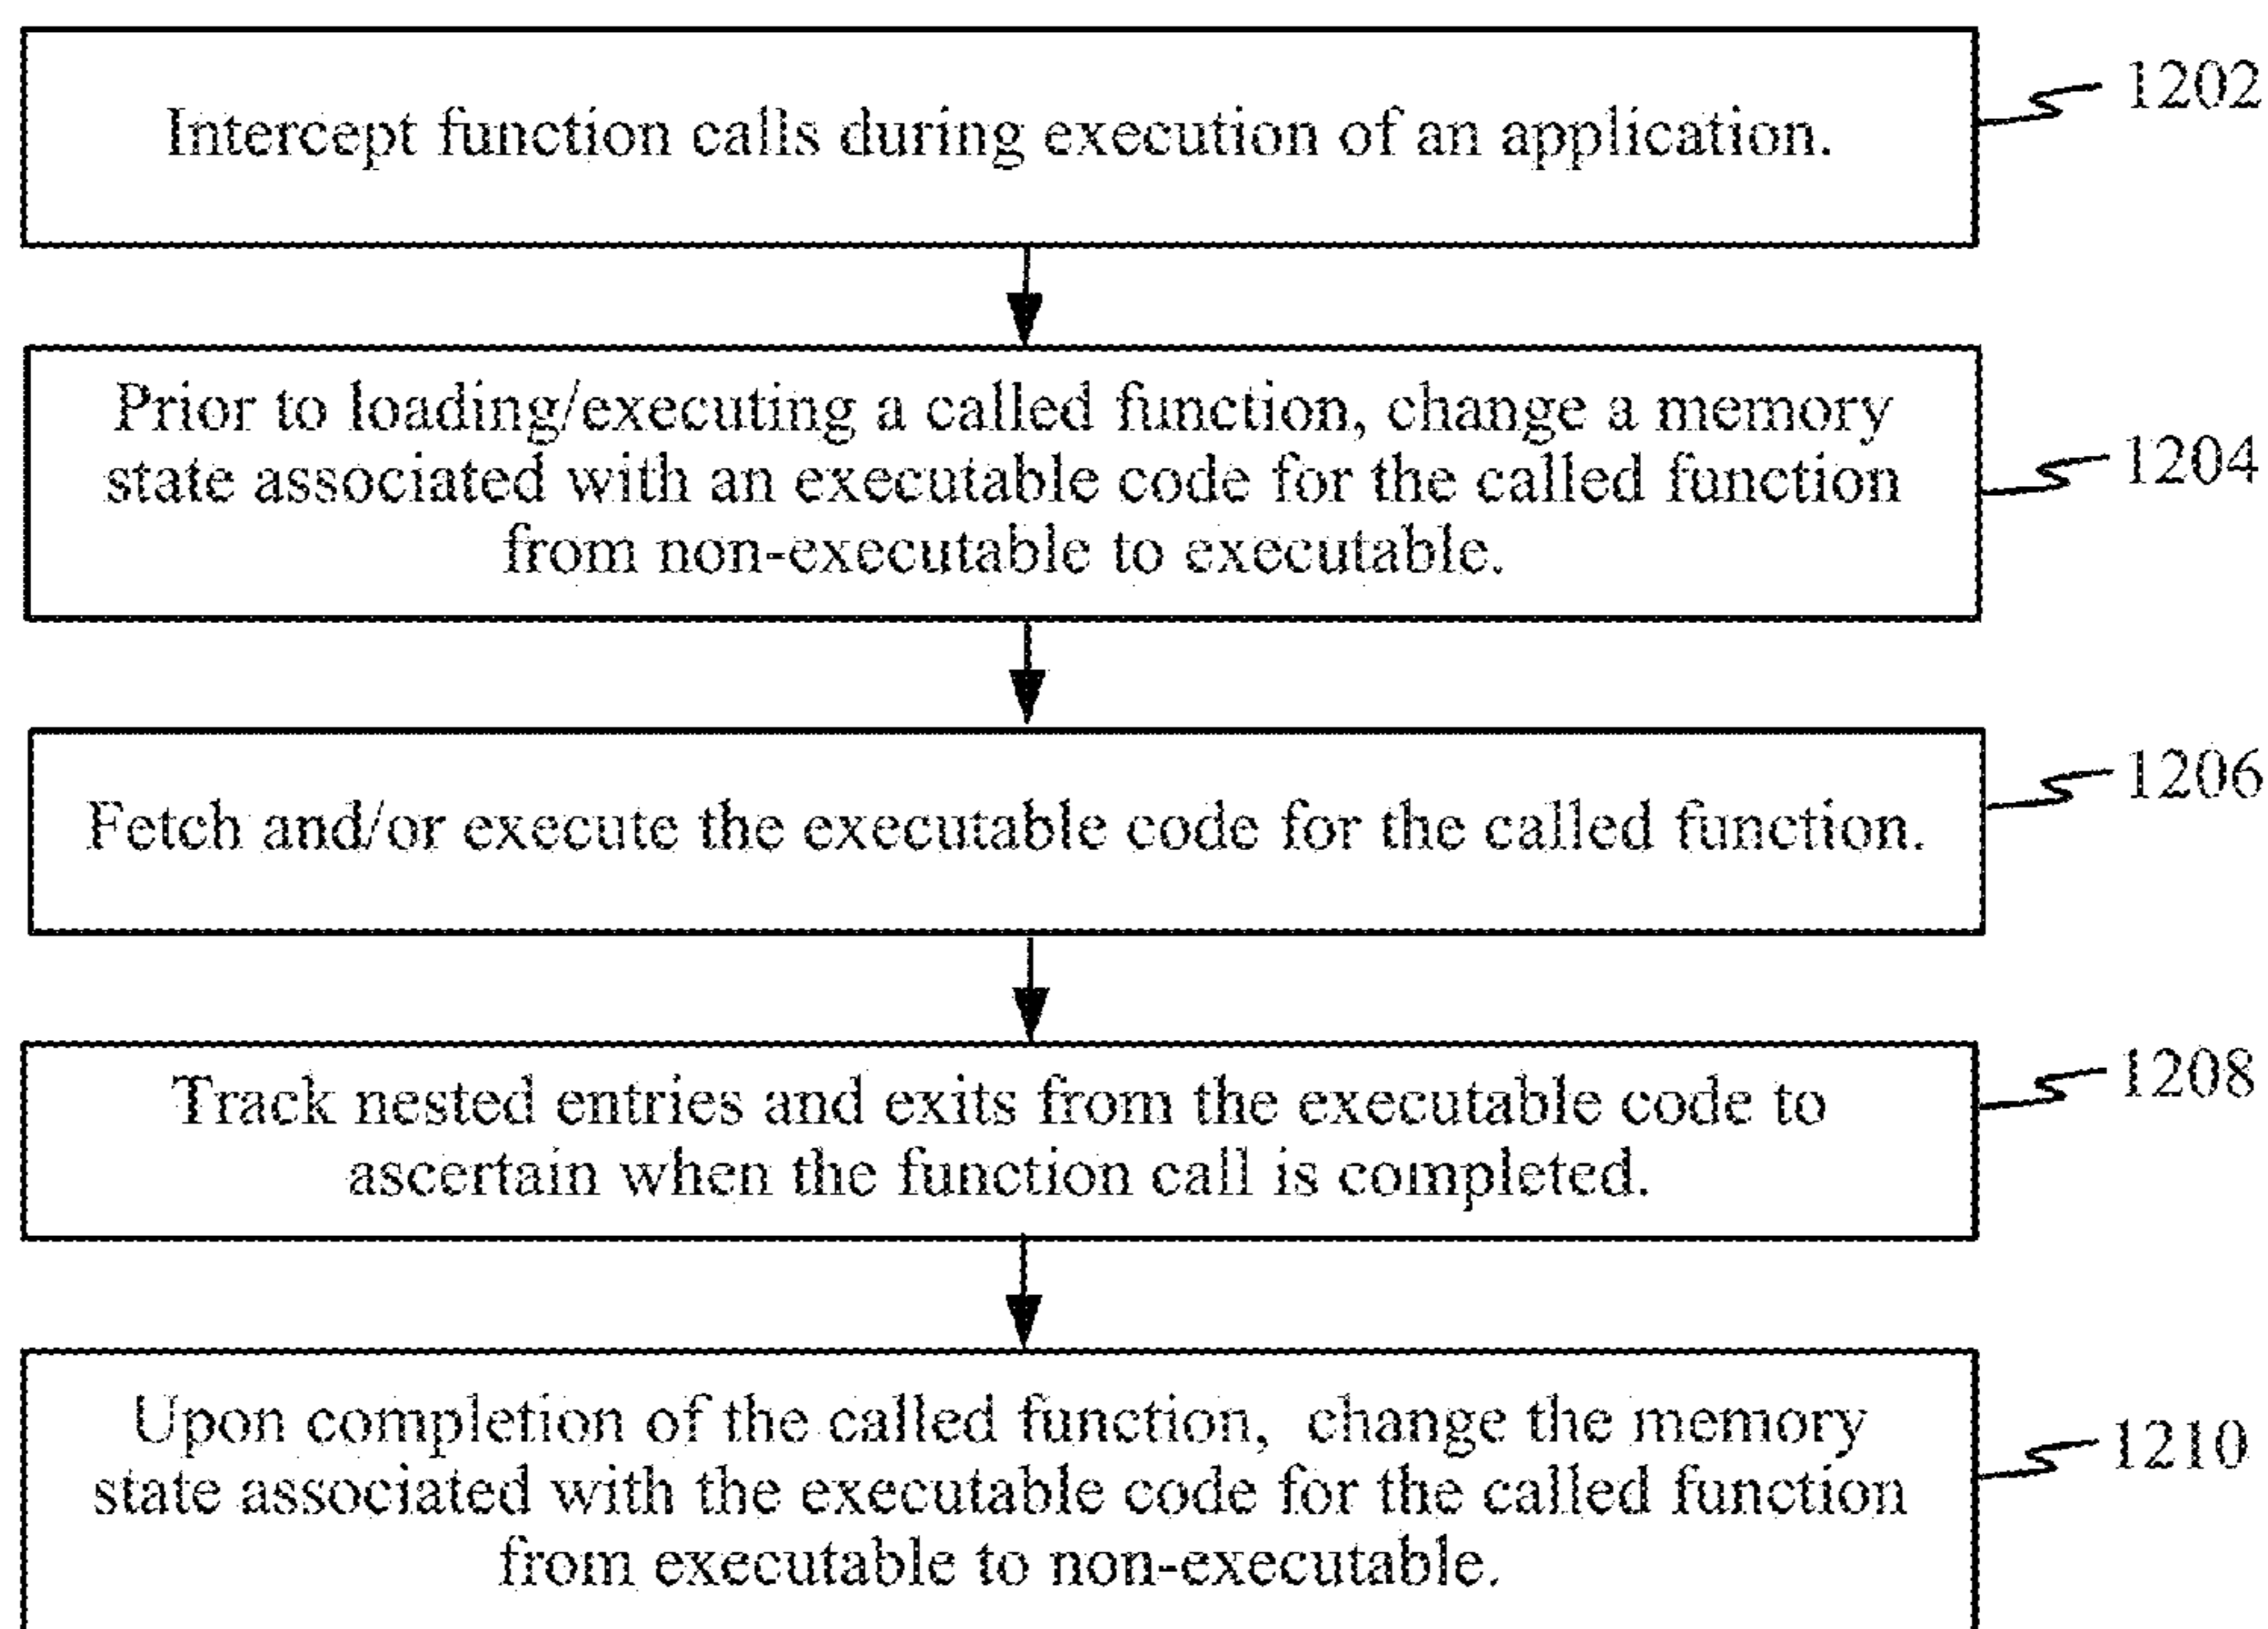 Intercept function calls during execution of an application.
1202
Prior to loading/executing a called function, change a memory
state associated with an executable code for the called function
from non-executable to executable.
1204
Fetch and/or execute the executable code for the called function.
1206
Track nested entries and exits from the executable code to
ascertain when the function call is completed.
1208
Upon completion of the called function, change the memory
state associated with the executable code for the called function
from executable to non-executable.
1210